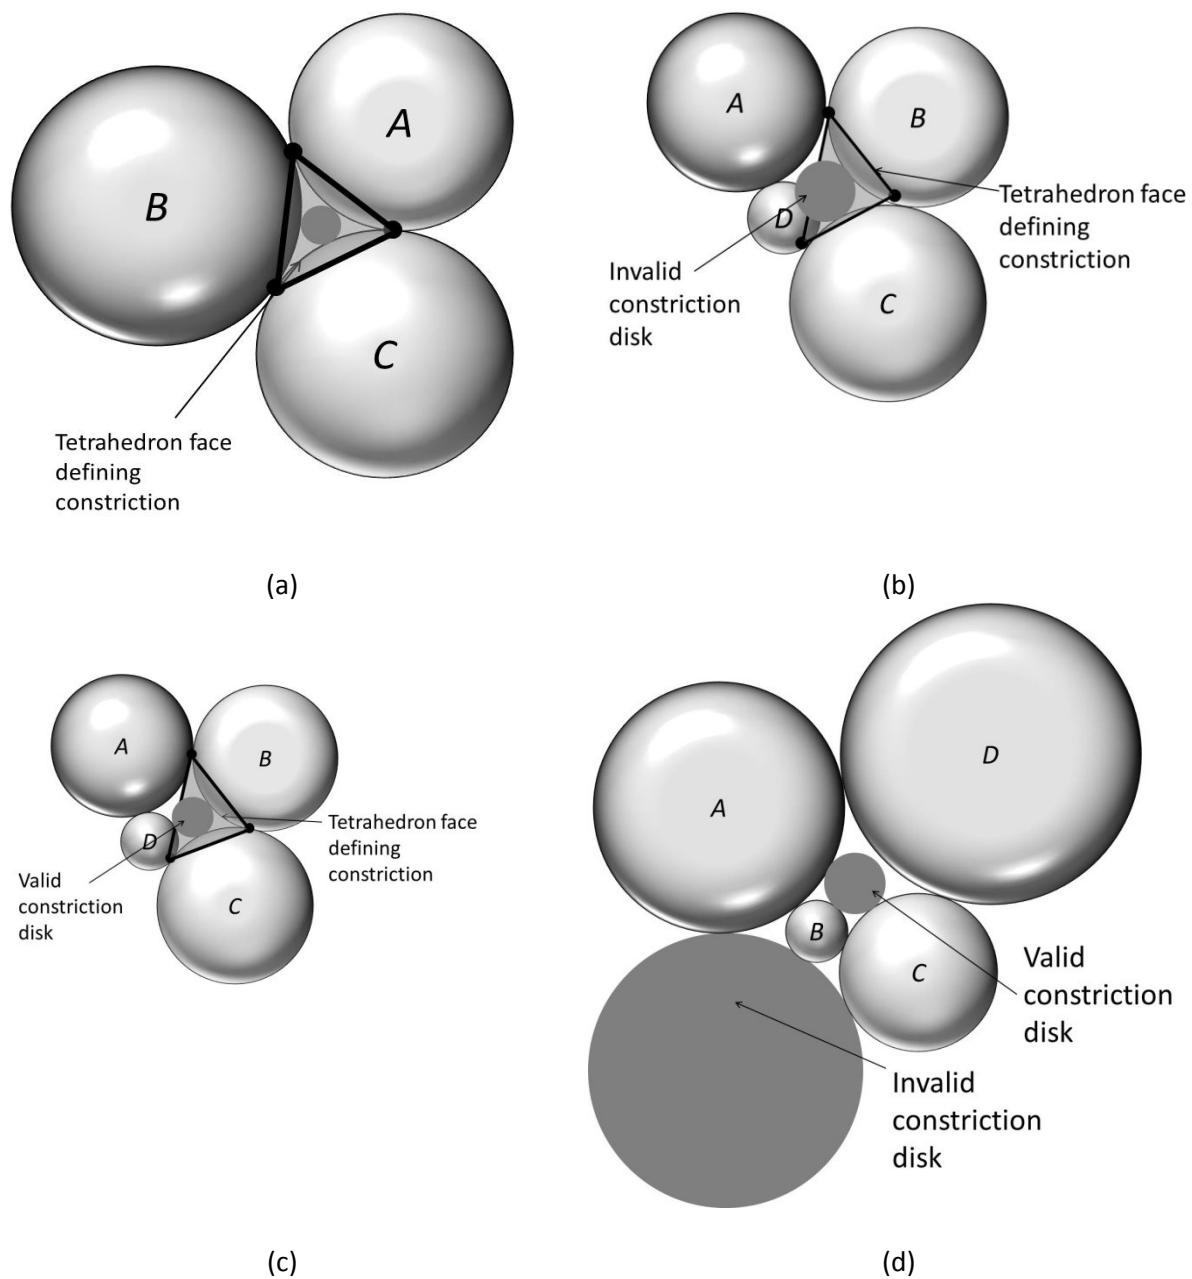 A
B
C
Tetrahedron face
defining
constriction
(a)
A
B
D
Tetrahedron face
defining
constriction
Invalid
constriction
disk
C
(b)
A
B
D
Tetrahedron face
defining
constriction
Valid
constriction
disk
C
(c)
D
A
B
C
Valid
constriction
disk
Invalid
constriction
disk
(d)